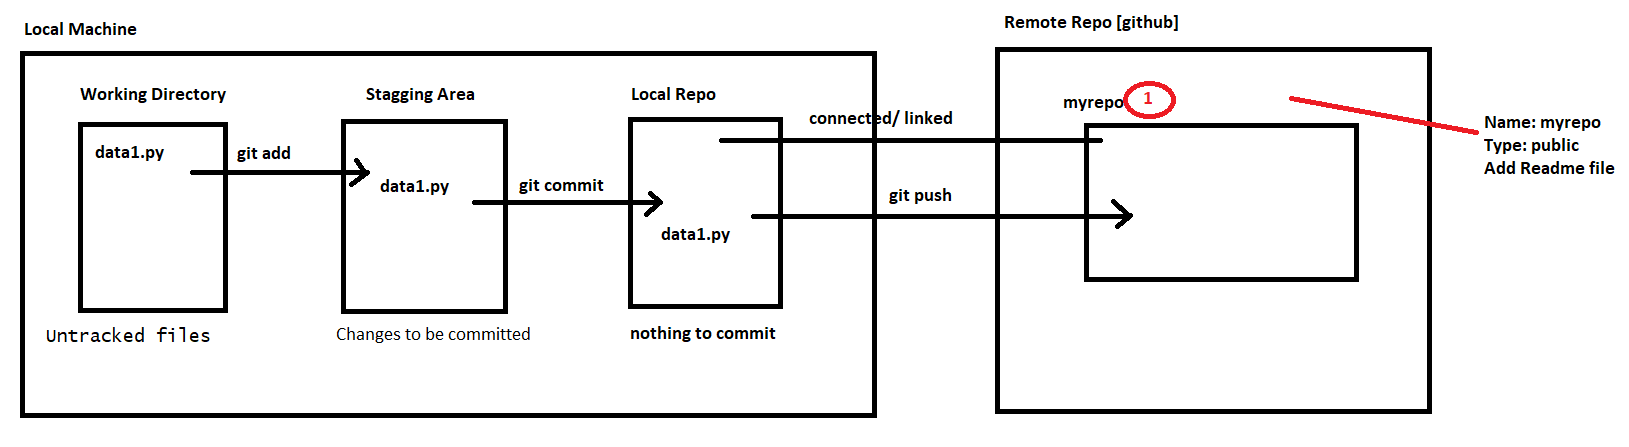 Local Machine
Remote Repo [github]
Working Directory
Stagging Area
Local Repo
myrepo 1
connected/ linked
Name: myrepo
Type: public
Add Readme file
data1.py
git add
data1.py
git commit
git push
data1.py
Untracked files
Changes to be committed
nothing to commit